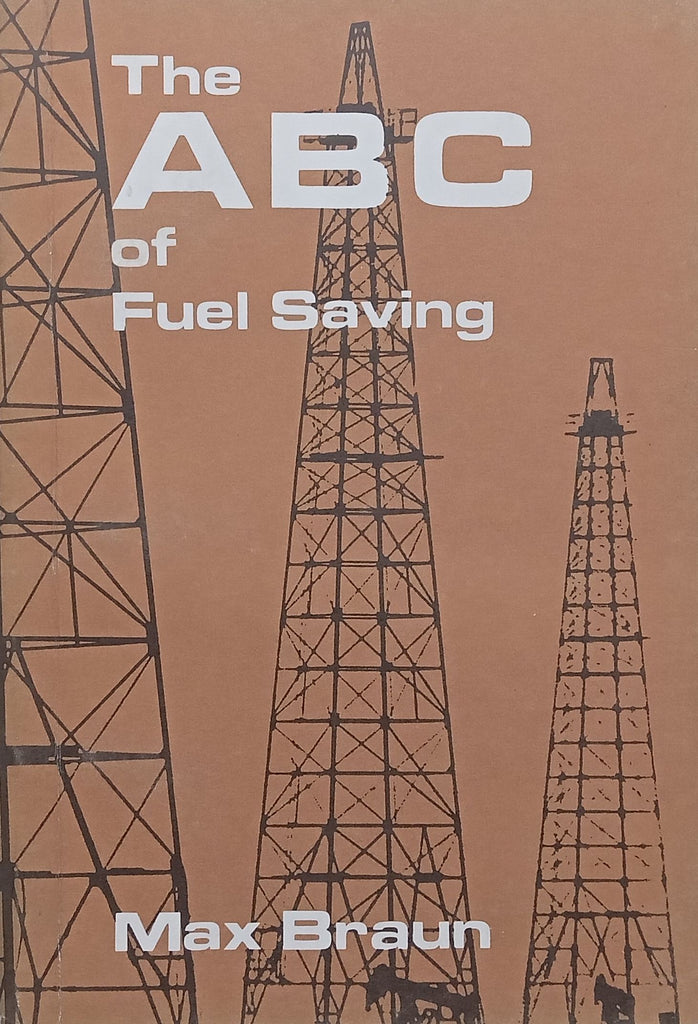 The
ABC
of
Fuel Saving
Max Braun